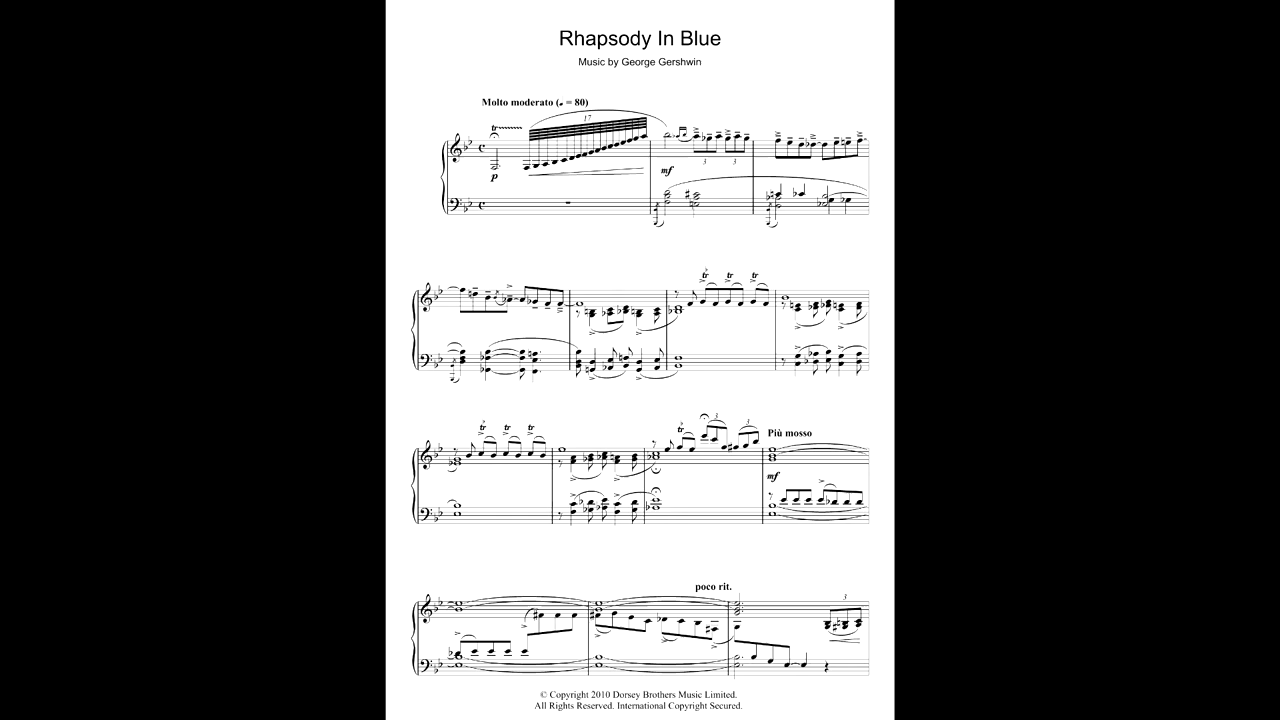 Rhapsody In Blue
Music by George Gershwin
Molto moderato (♩ = 80)
tr
17
p
mf
3 3
tr tr tr
tr tr tr
tr
3
3
Più mosso
mf
poco rit.
3
© Copyright 2010 Dorsey Brothers Music Limited.
All Rights Reserved. International Copyright Secured.